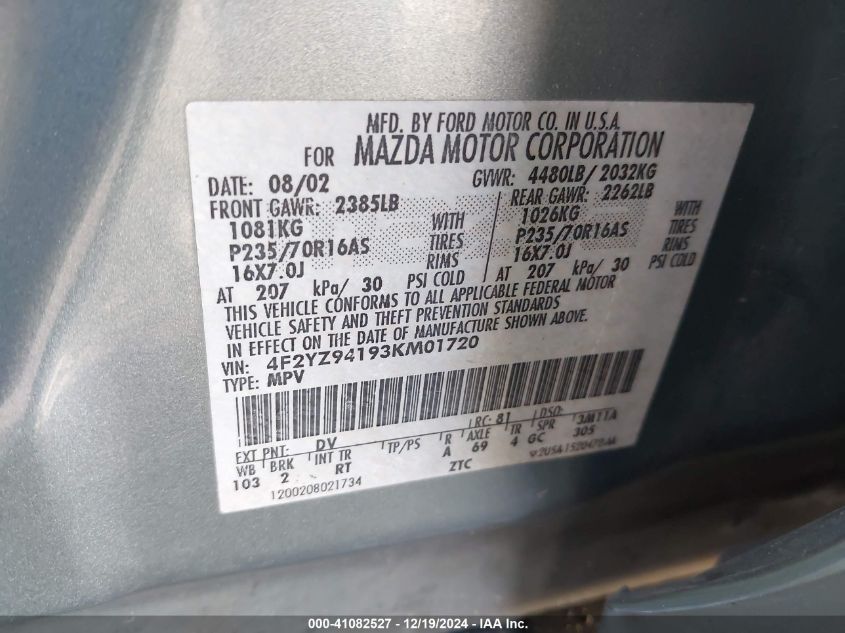 MFD. BY FORD MOTOR CO. IN U.S.A.
FOR MAZDA MOTOR CORPORATION
DATE: 08/02 GVWR: 4480LB/ 2032KG
FRONT GAWR: 2385LB REAR GAWR: 2262LB
1081KG WITH 1026KG WITH
P235/70R16AS TIRES P235/70R16AS TIRES
16X7.0J RIMS 16X7.0J RIMS
AT 207 kPa/ 30 PSI COLD AT 207 kPa/ 30 PSI COLD
THIS VEHICLE CONFORMS TO ALL APPLICABLE FEDERAL MOTOR
VEHICLE SAFETY AND THEFT PREVENTION STANDARDS
IN EFFECT ON THE DATE OF MANUFACTURE SHOWN ABOVE.
VIN: 4F2YZ94193KM01720
TYPE: MPV
EXT PNT: DV RC: 81 DSO:
WB BRK INT TR TP/PS R AXLE TR SPR 3M11A
103 2 RT A 69 4 GC 305
ZTC
1200208021734
000-41082527 - 12/19/2024 - © IAA, Inc.